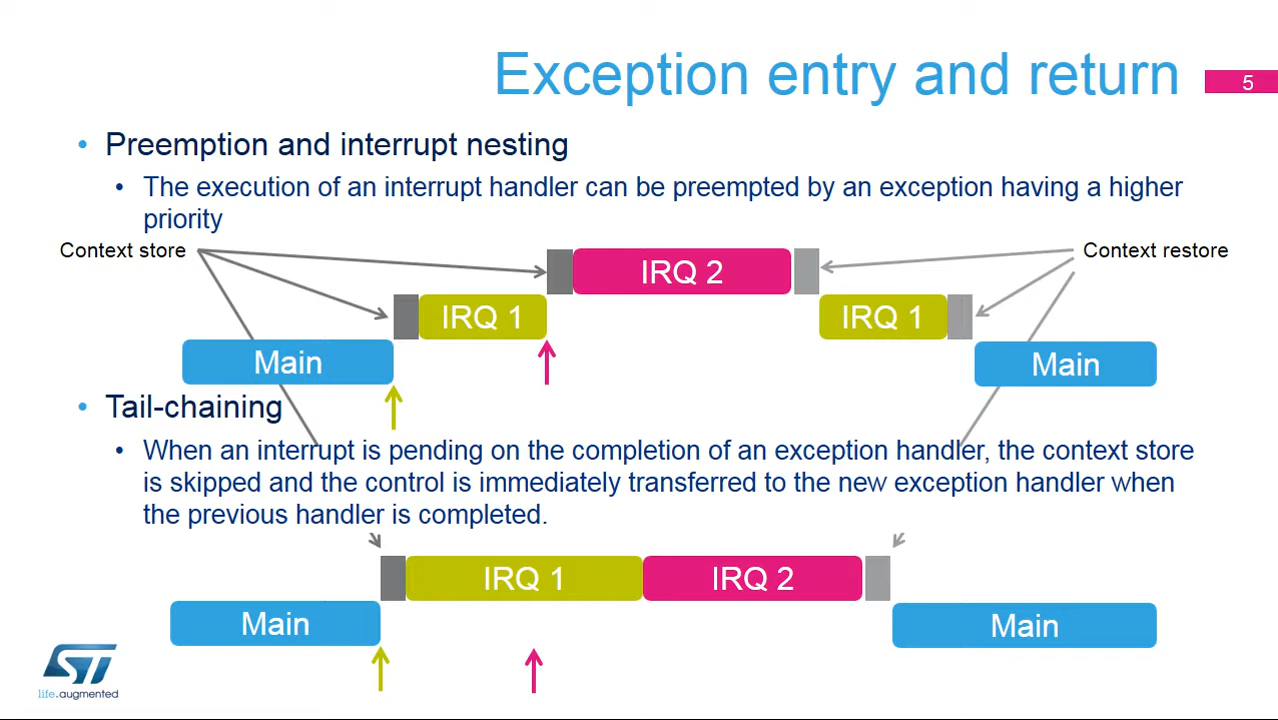 Exception entry and return
5
• Preemption and interrupt nesting
• The execution of an interrupt handler can be preempted by an exception having a higher
priority
Context store
Context restore
IRQ 2
IRQ 1
IRQ 1
Main
Main
• Tail-chaining
• When an interrupt is pending on the completion of an exception handler, the context store
is skipped and the control is immediately transferred to the new exception handler when
the previous handler is completed.
IRQ 1
IRQ 2
Main
Main
ST
life.augmented